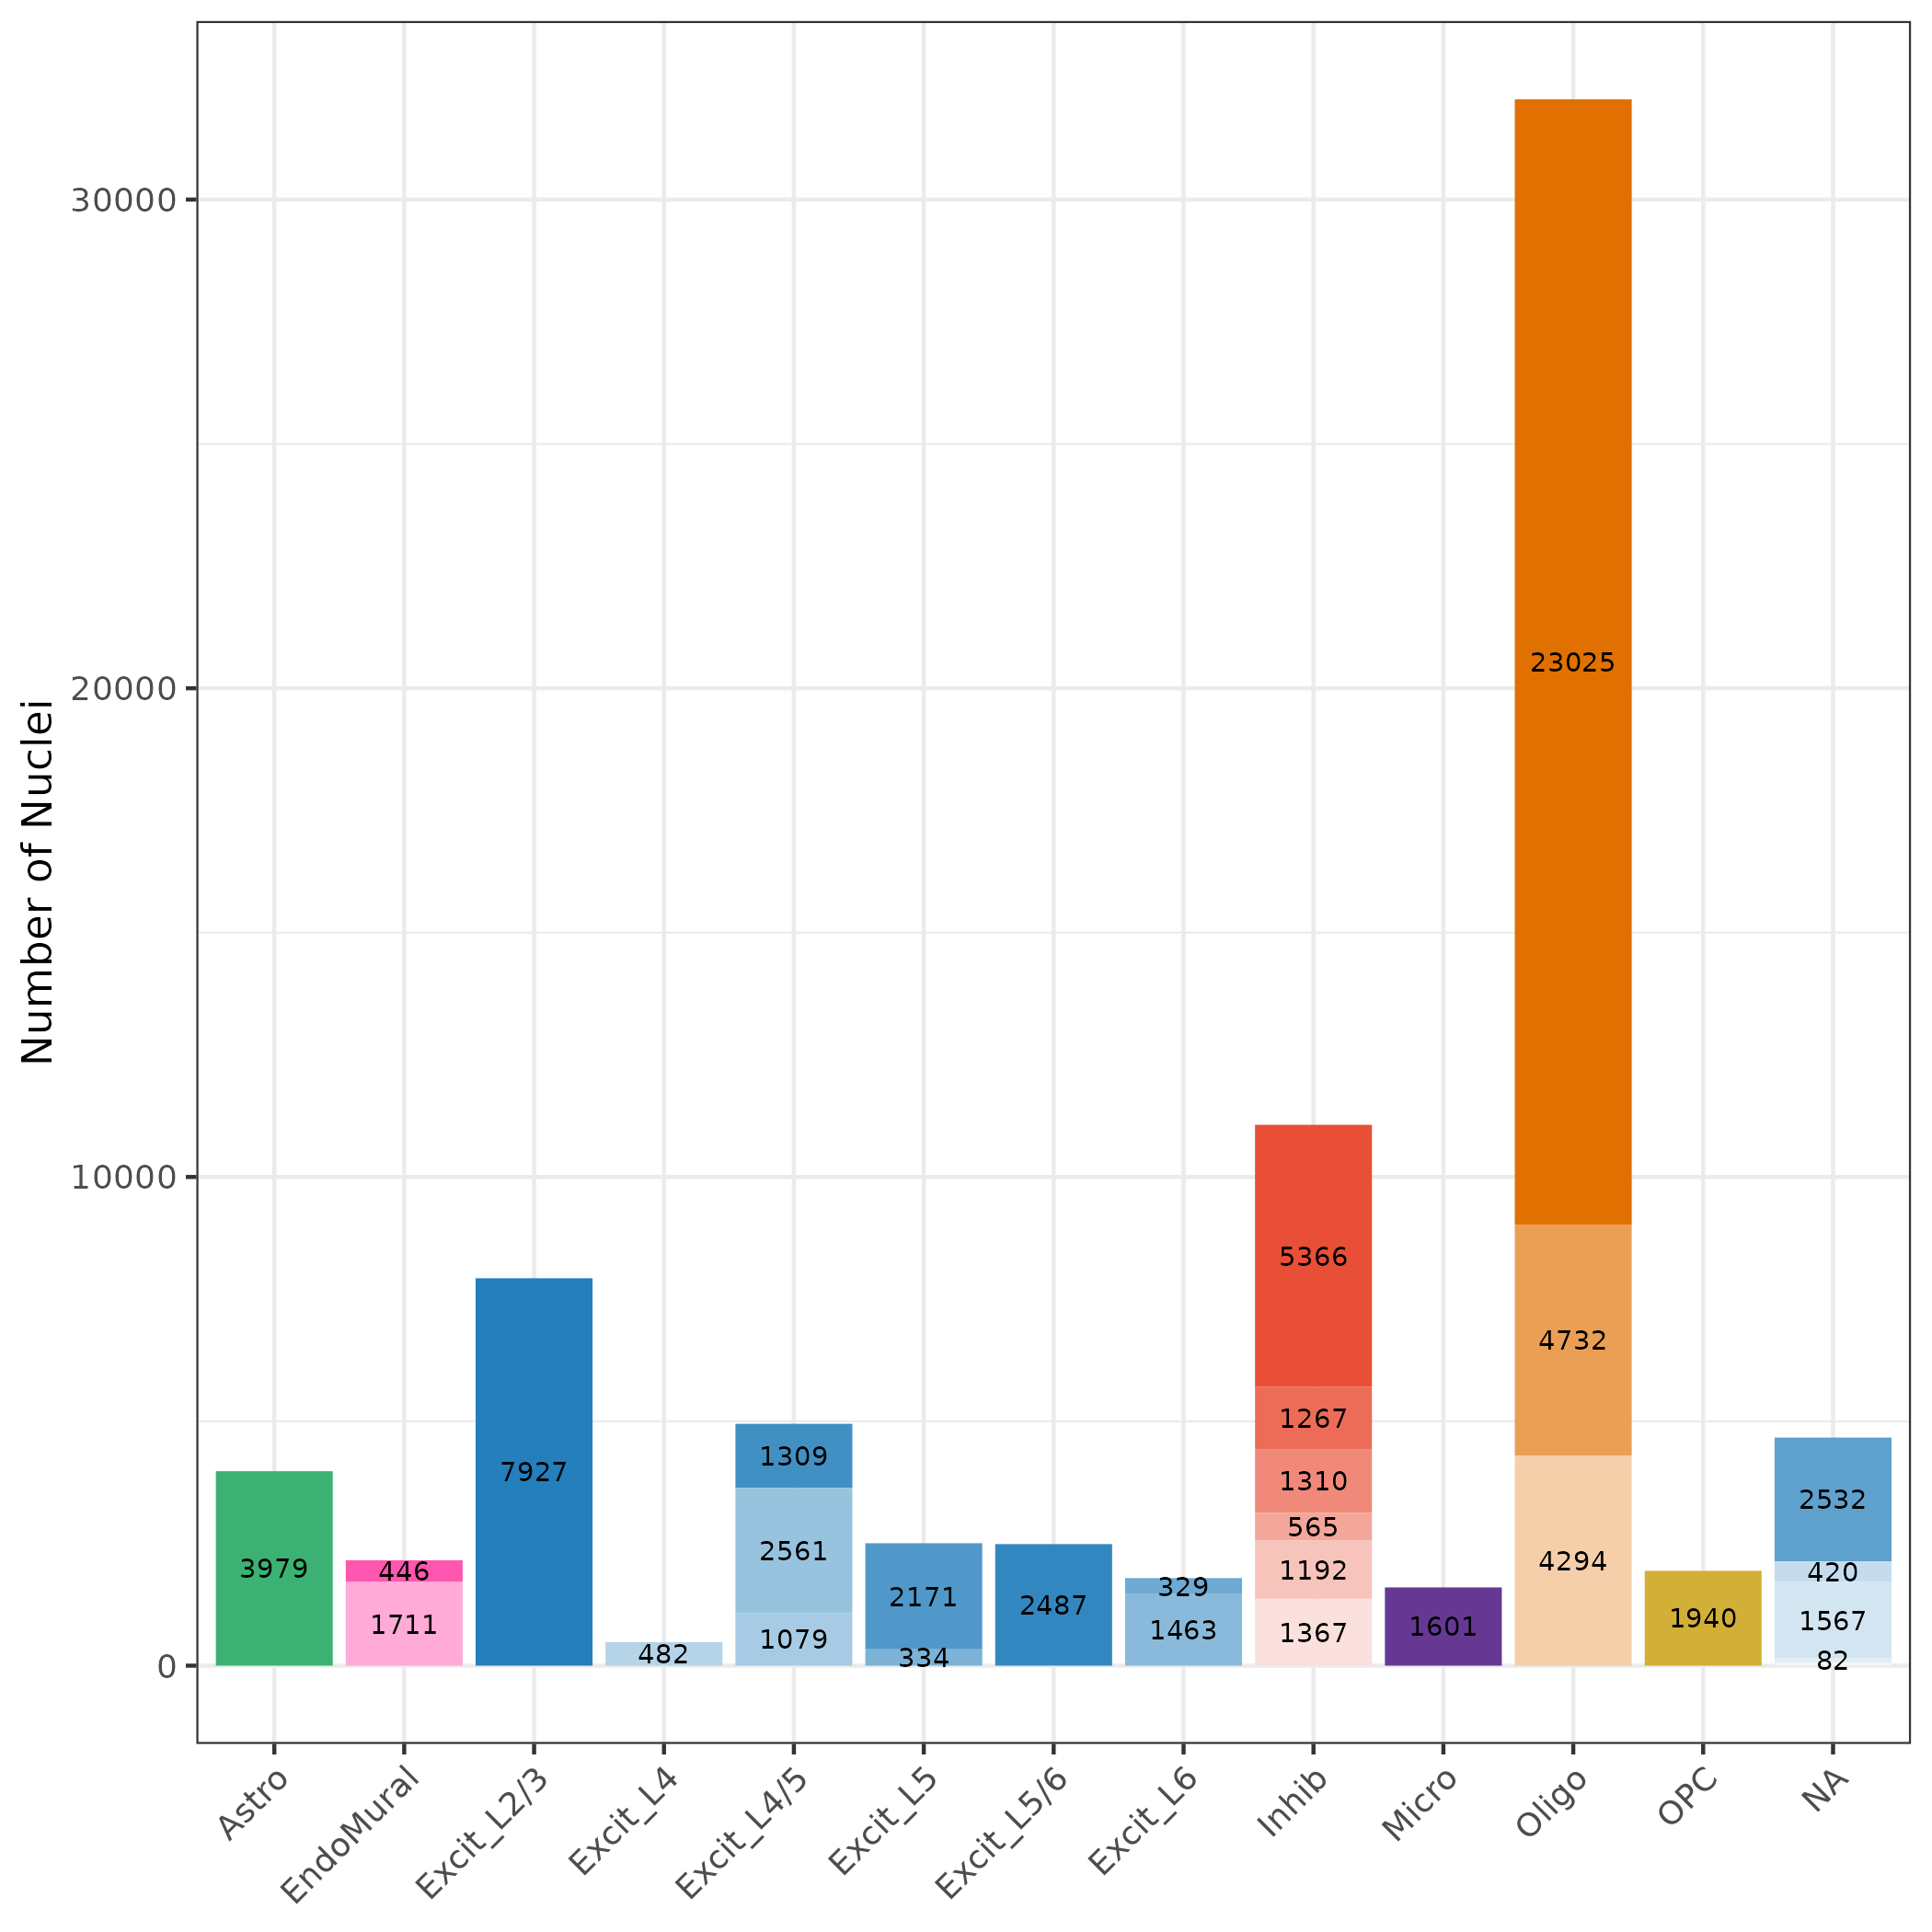 Number of Nuclei
30000
20000
10000
0
3979
446
1711
7927
482
1309
2561
1079
2171
334
2487
329
1463
5366
1267
1310
565
1192
1367
1601
23025
4732
4294
1940
2532
420
1567
82
Astro
EndoMural
Excit_L2/3
Excit_L4
Excit_L4/5
Excit_L5
Excit_L5/6
Excit_L6
Inhib
Micro
Oligo
OPC
NA